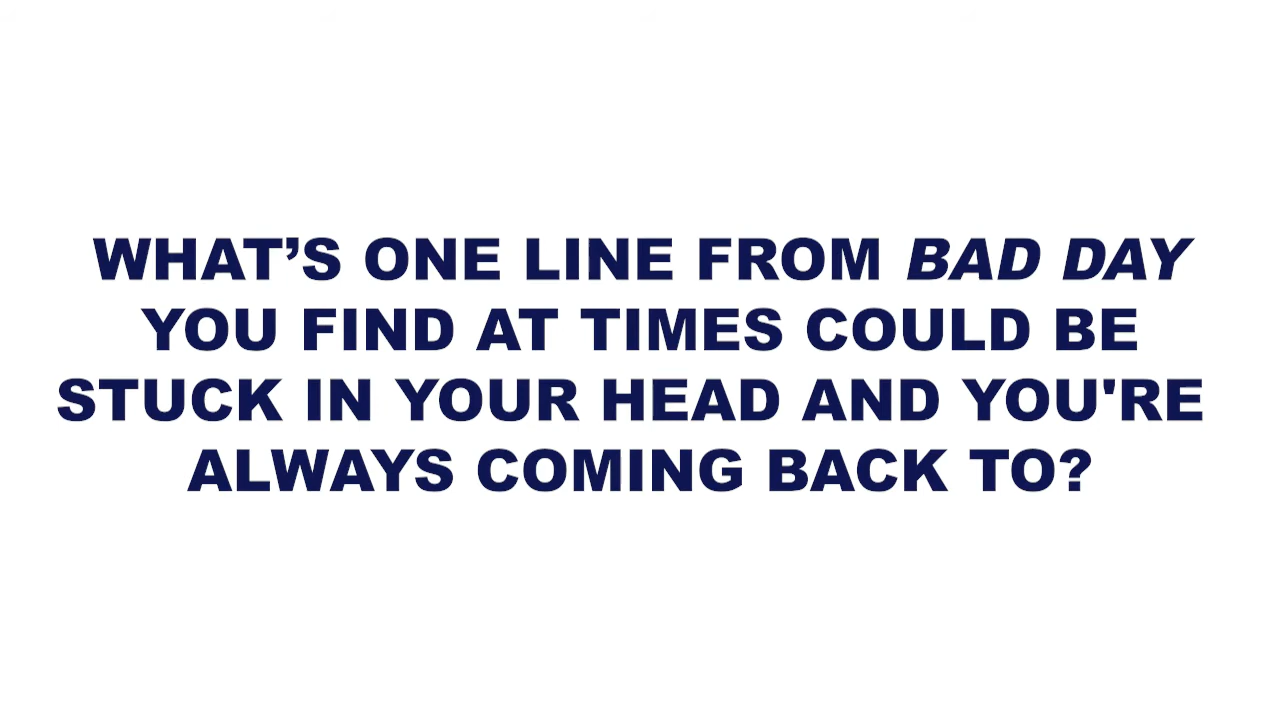 WHAT’S ONE LINE FROM BAD DAY
YOU FIND AT TIMES COULD BE
STUCK IN YOUR HEAD AND YOU'RE
ALWAYS COMING BACK TO?